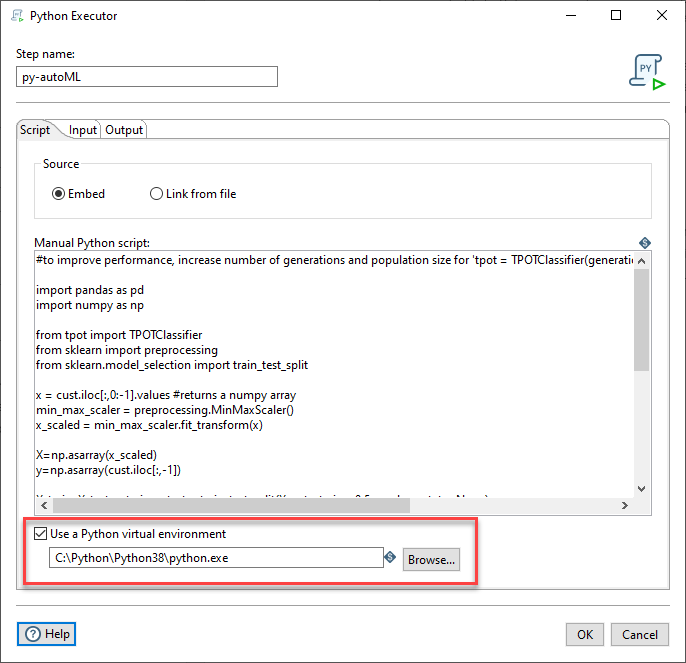 Python Executor
Step name:
py-autoML
PY
Script Input Output
Source
Embed Link from file
Manual Python script:
#to improve performance, increase number of generations and population size for 'tpot = TPOTClassifier(generatio
import pandas as pd
import numpy as np
from tpot import TPOTClassifier
from sklearn import preprocessing
from sklearn.model_selection import train_test_split
x = cust.iloc[:,0:-1].values #returns a numpy array
min_max_scaler = preprocessing.MinMaxScaler()
x_scaled = min_max_scaler.fit_transform(x)
X=np.asarray(x_scaled)
y=np.asarray(cust.iloc[:,-1])
Use a Python virtual environment
C:\Python\Python38\python.exe
Browse...
Help OK Cancel